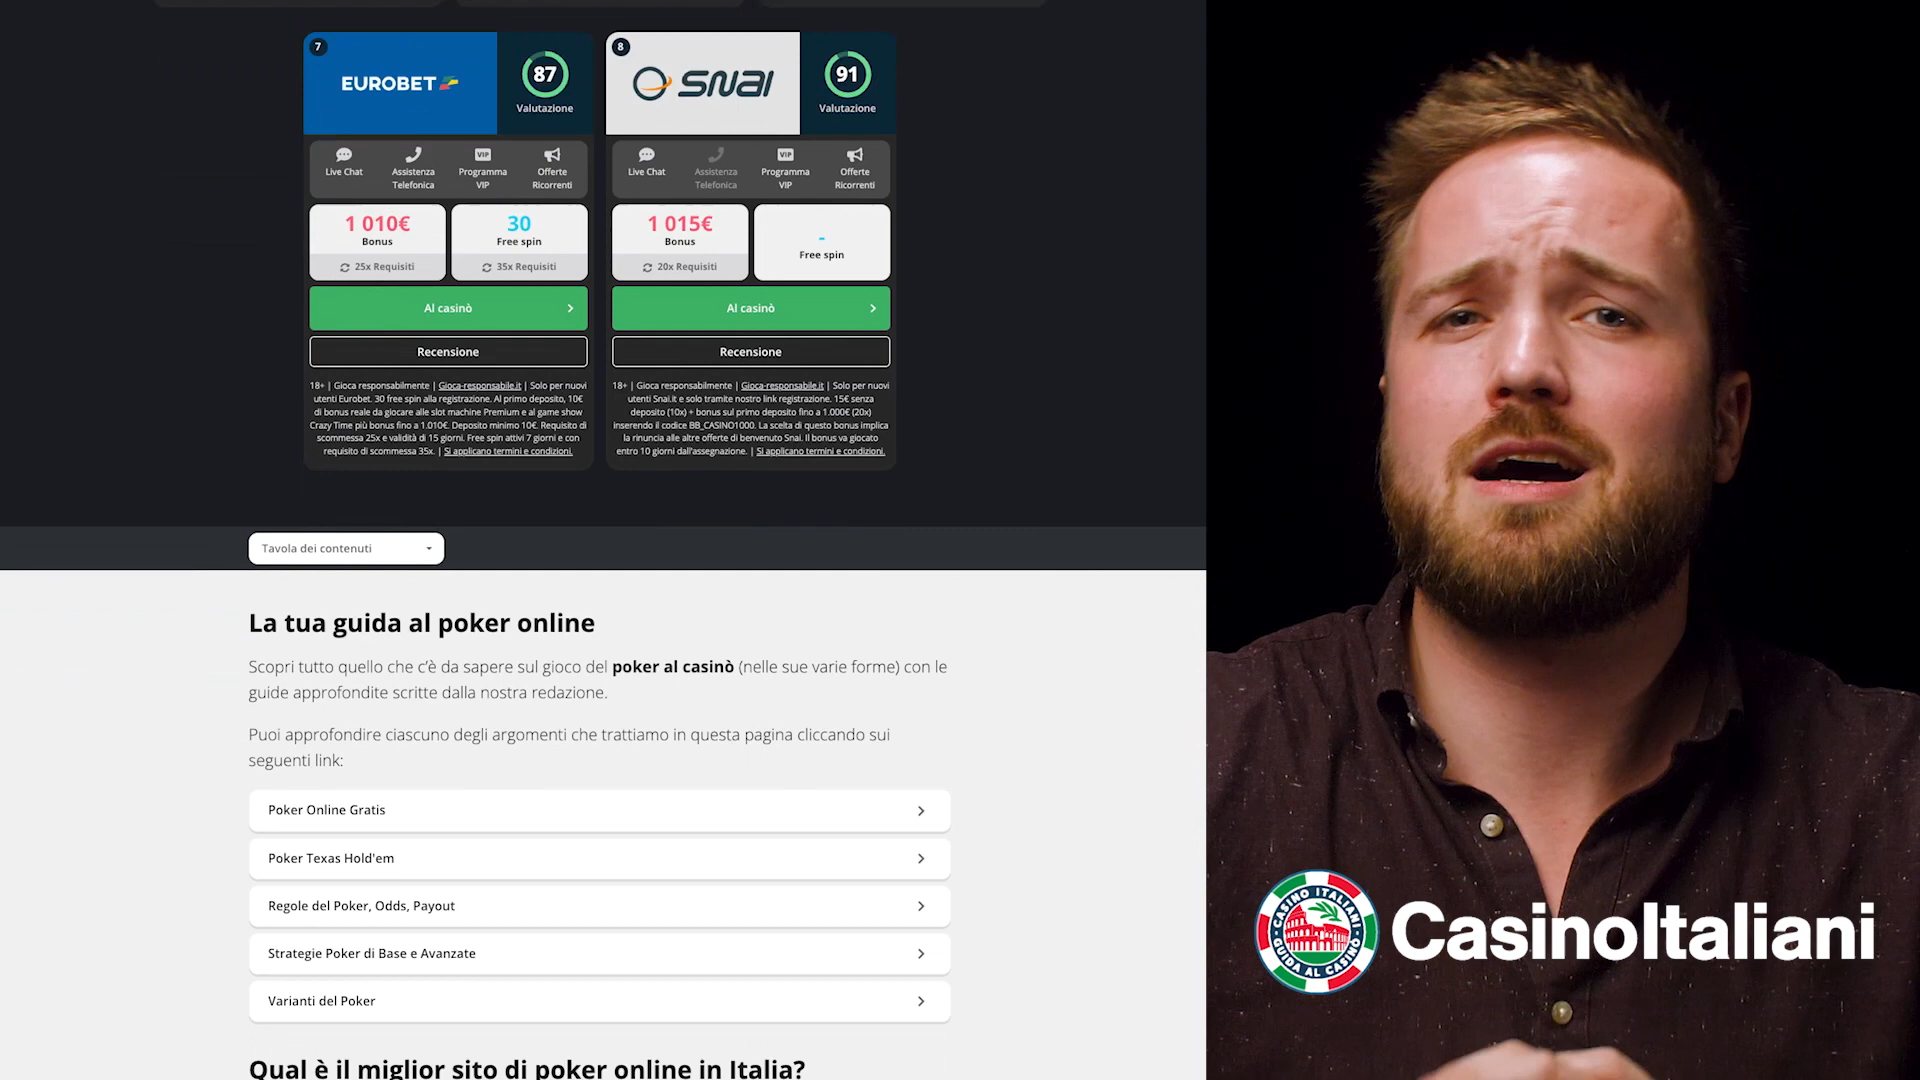 7
EUROBET
87
Valutazione
Live Chat
Assistenza Telefonica
VIP
Programma VIP
Offerte Ricorrenti
1 010€
Bonus
25x Requisiti
30
Free spin
35x Requisiti
Al casinò
Recensione
18+ | Gioca responsabilmente | Gioca-responsabile.it | Solo per nuovi
utenti Eurobet. 30 free spin alla registrazione. Al primo deposito, 10€
di bonus reale da giocare alle slot machine Premium e al game show
Crazy Time più bonus fino a 1.010€. Deposito minimo 10€. Requisito di
scommessa 25x e validità di 15 giorni. Free spin attivi 7 giorni e con
requisito di scommessa 35x. | Si applicano termini e condizioni.
8
SNAI
91
Valutazione
Live Chat
Assistenza Telefonica
VIP
Programma VIP
Offerte Ricorrenti
1 015€
Bonus
20x Requisiti
-
Free spin
Al casinò
Recensione
18+ | Gioca responsabilmente | Gioca-responsabile.it | Solo per nuovi
utenti Snai.it e solo tramite nostro link registrazione. 15€ senza
deposito (10x) + bonus sul primo deposito fino a 1.000€ (20x)
inserendo il codice BB_CASINO1000. La scelta di questo bonus implica
la rinuncia alle altre offerte di benvenuto Snai. Il bonus va giocato
entro 10 giorni dall'assegnazione. | Si applicano termini e condizioni.
Tavola dei contenuti
La tua guida al poker online
Scopri tutto quello che c'è da sapere sul gioco del poker al casinò (nelle sue varie forme) con le
guide approfondite scritte dalla nostra redazione.
Puoi approfondire ciascuno degli argomenti che trattiamo in questa pagina cliccando sui
seguenti link:
Poker Online Gratis
Poker Texas Hold'em
Regole del Poker, Odds, Payout
Strategie Poker di Base e Avanzate
Varianti del Poker
Qual è il miglior sito di poker online in Italia?
CASINO ITALIANI
GUIDA AL CASINO
CasinoItaliani